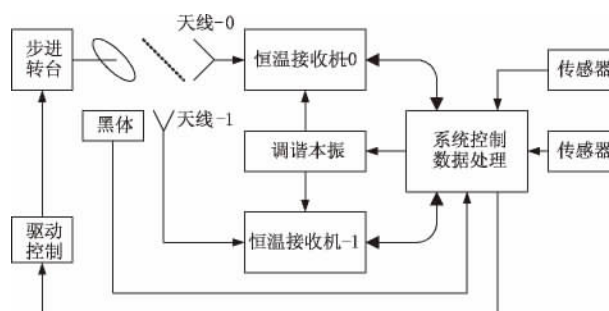 天线-0
步进
转台
恒温接收机-0
传感器
黑体
天线-1
调谐本振
系统控制
数据处理
传感器
驱动
控制
恒温接收机-1